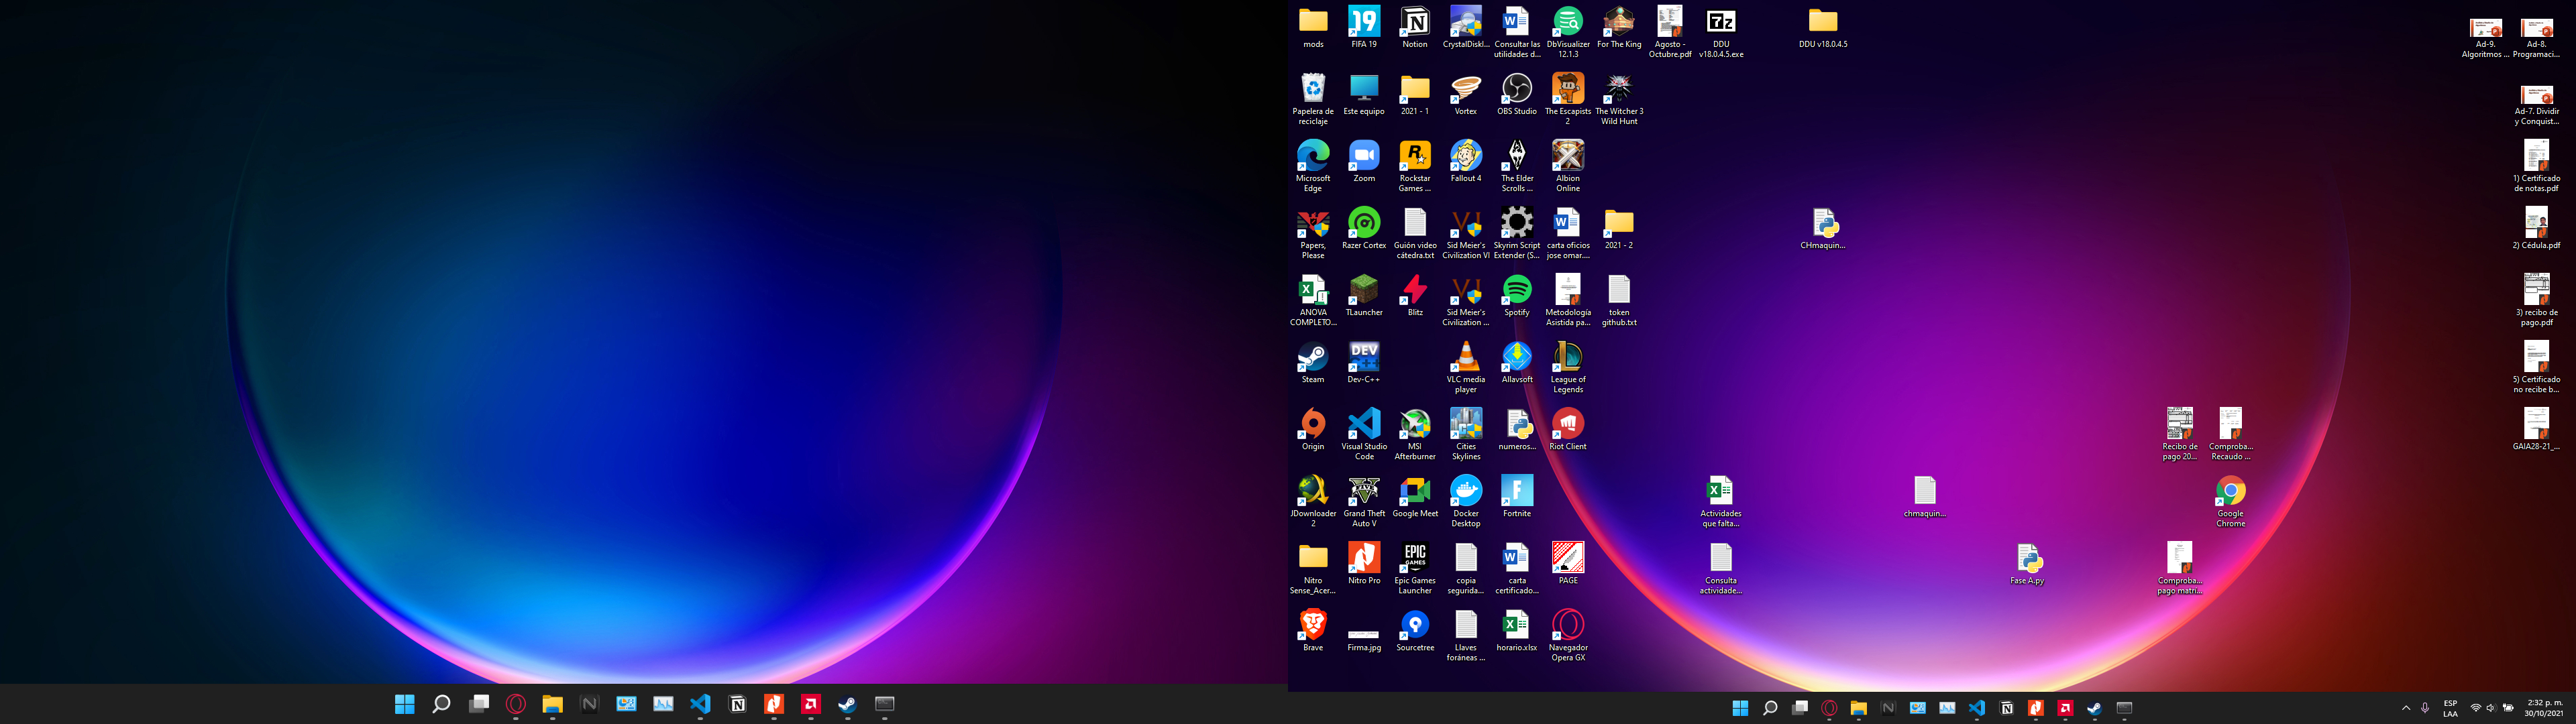 mods
FIFA 19
Notion
CrystalDiskI...
Consultar las
utilidades d...
DbVisualizer
12.1.3
For The King
Agosto -
Octubre.pdf
DDU
v18.0.4.5.exe
DDU v18.0.4.5
Ad-9.
Algoritmos ...
Ad-8.
Programaci...
Papelera de
reciclaje
Este equipo
2021 - 1
Vortex
OBS Studio
The Escapists
2
The Witcher 3
Wild Hunt
Ad-7. Dividir
y Conquist...
Microsoft
Edge
Zoom
Rockstar
Games ...
Fallout 4
The Elder
Scrolls ...
Albion
Online
1) Certificado
de notas.pdf
Papers,
Please
Razer Cortex
Guión video
cátedra.txt
Sid Meier's
Civilization VI
Skyrim Script
Extender (S...
carta oficios
jose omar....
2021 - 2
CHmaquin...
2) Cédula.pdf
ANOVA
COMPLETO...
TLauncher
Blitz
Sid Meier's
Civilization ...
Spotify
Metodología
Asistida pa...
token
github.txt
3) recibo de
pago.pdf
Steam
Dev-C++
VLC media
player
Allavsoft
League of
Legends
5) Certificado
no recibe b...
Origin
Visual Studio
Code
MSI
Afterburner
Cities
Skylines
numeros...
Riot Client
Recibo de
pago 20...
Comproba...
Recaudo ...
GAIA28-21_...
JDownloader
2
Grand Theft
Auto V
Google Meet
Docker
Desktop
Fortnite
Actividades
que falta...
chmaquin...
Google
Chrome
Nitro
Sense_Acer...
Nitro Pro
Epic Games
Launcher
copia
segurida...
carta
certificado...
PAGE
Consulta
actividade...
Fase A.py
Comproba...
pago matri...
Brave
Firma.jpg
Sourcetree
Llaves
foráneas ...
horario.xlsx
Navegador
Opera GX
ESP
LAA
2:32 p. m.
30/10/2021